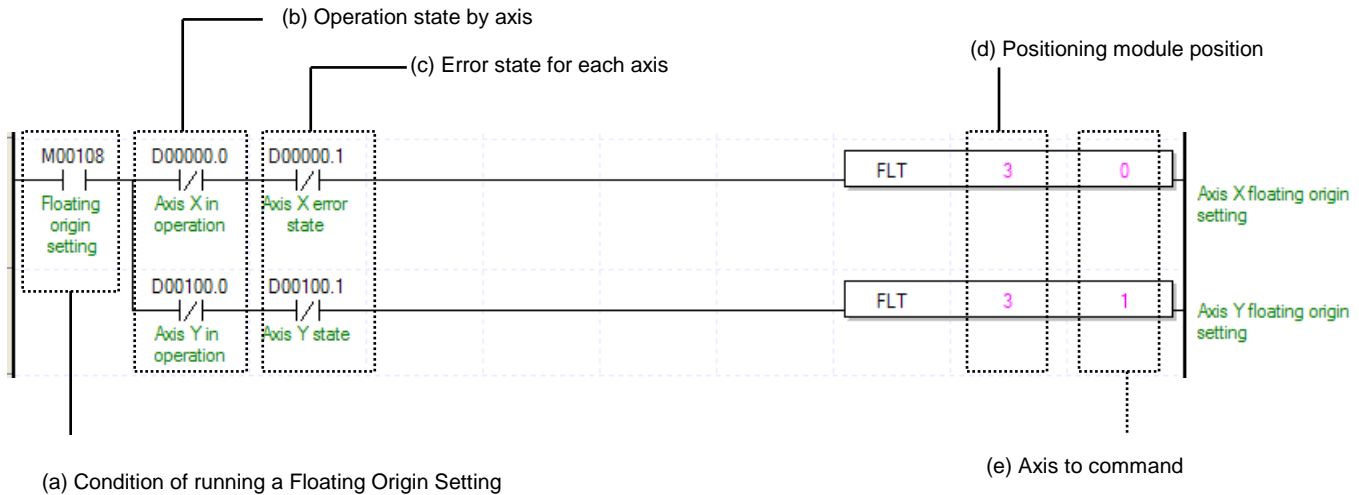 (b) Operation state by axis
(d) Positioning module position
(c) Error state for each axis
M00108
D00000.0
D00000.1
FLT 3 0
Floating
origin
setting
Axis X in
operation
Axis X error
state
Axis X floating origin
setting
D00100.0
D00100.1
FLT 3 1
Axis Y in
operation
Axis Y state
Axis Y floating origin
setting
(e) Axis to command
(a) Condition of running a Floating Origin Setting